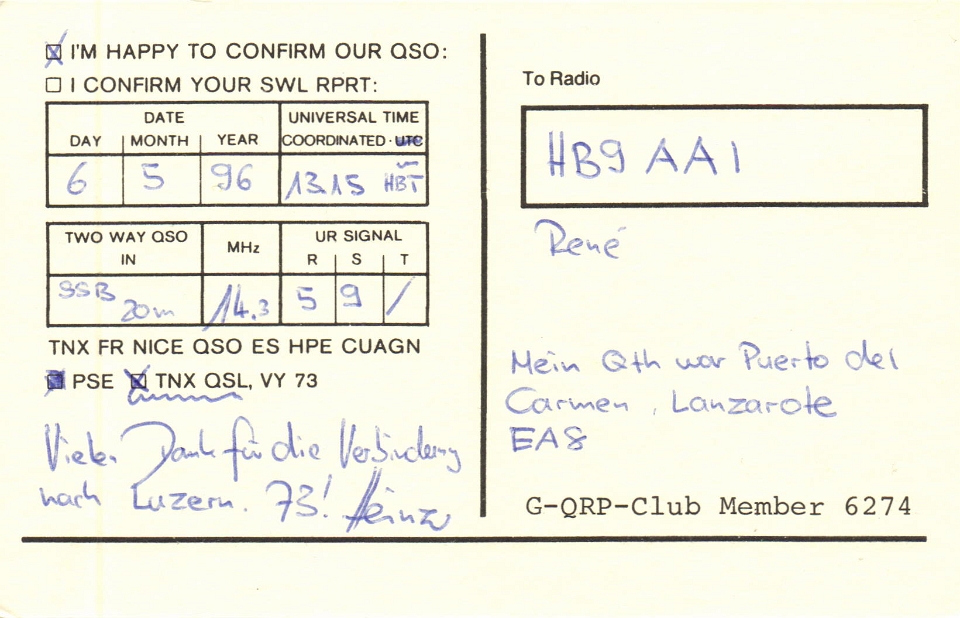 I'M HAPPY TO CONFIRM OUR QSO:
I CONFIRM YOUR SWL RPRT:
DATE
UNIVERSAL TIME
DAY MONTH YEAR COORDINATED·UTC
6 5 96 13.15 HBT
TWO WAY QSO IN
MHz
UR SIGNAL
R S T
SSB 20m 14.3 5 9 /
TNX FR NICE QSO ES HPE CUAGN
PSE TNX QSL, VY 73
Vielen Dank für die Verbindung
nach Luzern. 73! Heinz
To Radio
HB9 AAI
René
Mein Qth war Puerto del
Carmen, Lanzarote
EA8
G-QRP-Club Member 6274